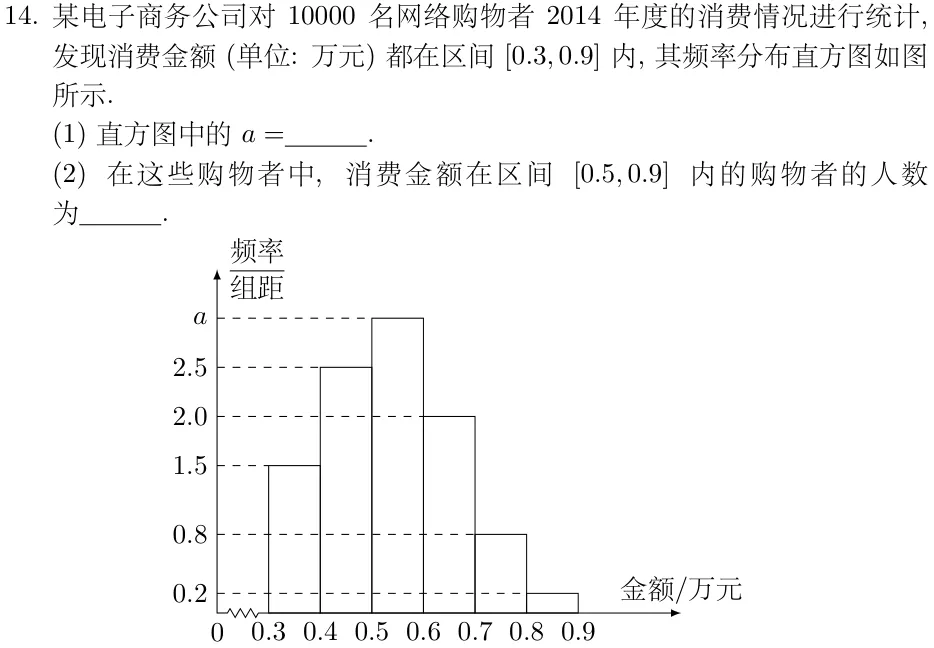 14. 某电子商务公司对 10000 名网络购物者 2014 年度的消费情况进行统计,
发现消费金额 (单位: 万元) 都在区间 [0.3, 0.9] 内, 其频率分布直方图如图
所示.
(1) 直方图中的 a =______.
(2) 在这些购物者中, 消费金额在区间 [0.5, 0.9] 内的购物者的人数
为______.
频率
组距
a
2.5
2.0
1.5
0.8
0.2
金额/万元
0 0.3 0.4 0.5 0.6 0.7 0.8 0.9